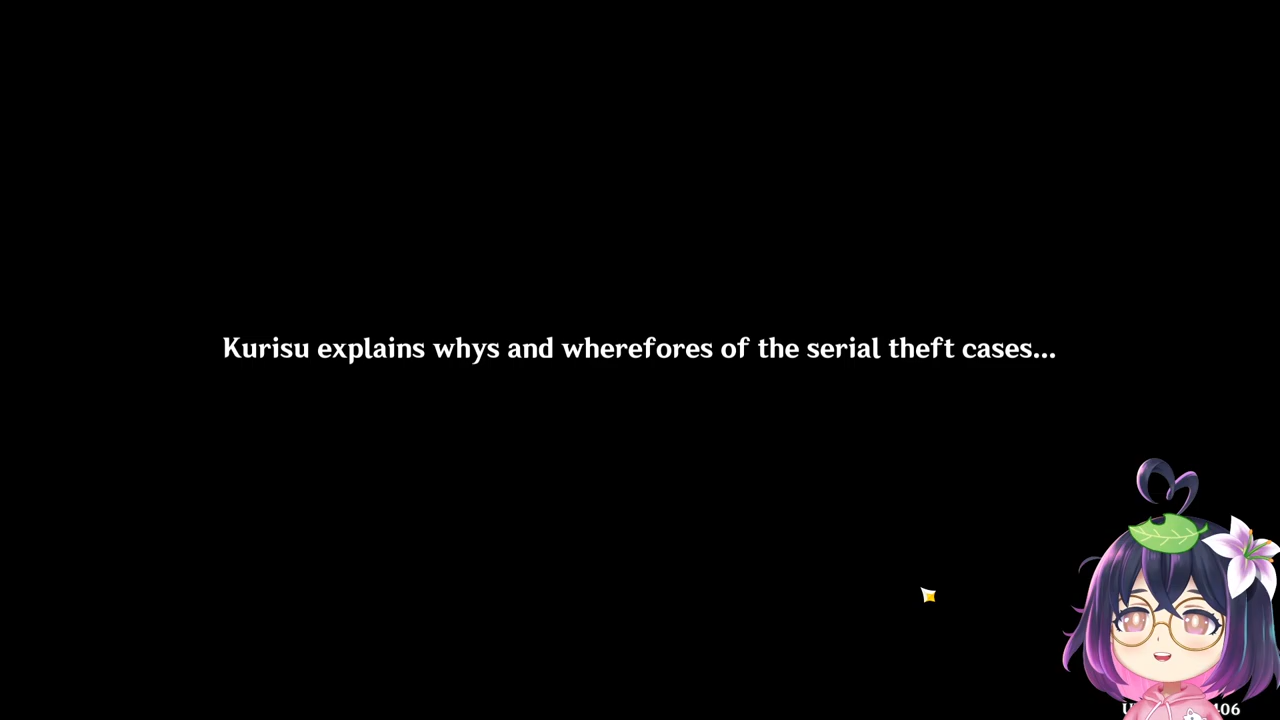 Kurisu explains whys and wherefores of the serial theft cases...